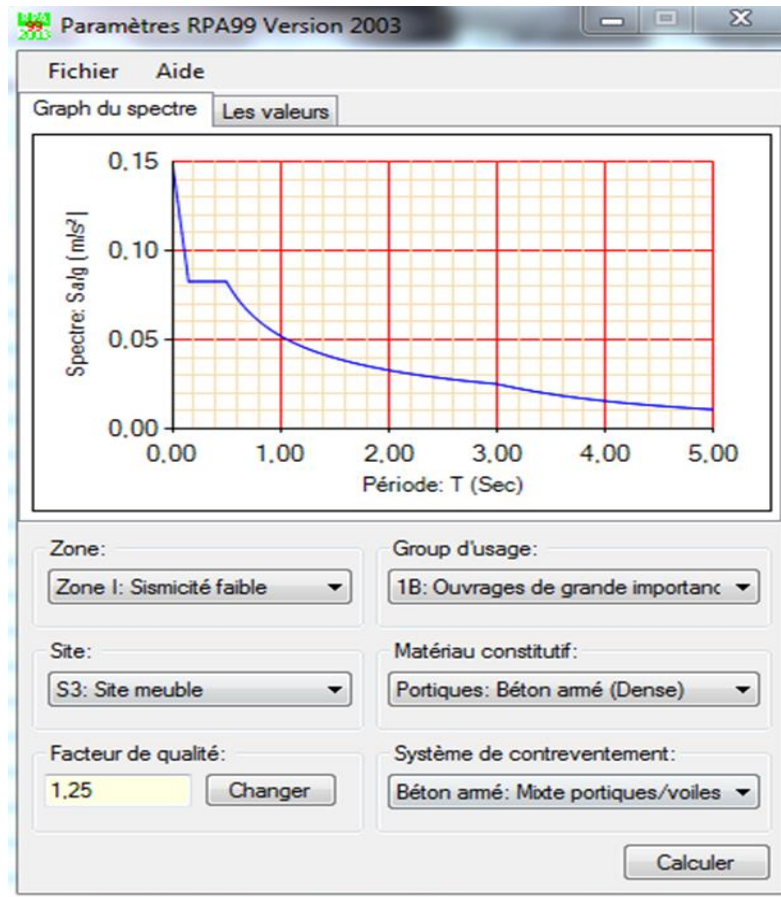 RPA
99
2003
Paramètres RPA99 Version 2003
Fichier Aide
Graph du spectre Les valeurs
Spectre: Sa/g (m/s²)
0,15
0,10
0,05
0,00
0,00 1,00 2,00 3,00 4,00 5,00
Période: T (Sec)
Zone: Group d'usage:
Zone I: Sismicité faible 1B: Ouvrages de grande importanc
Site: Matériau constitutif:
S3: Site meuble Portiques: Béton armé (Dense)
Facteur de qualité: Système de contreventement:
1,25 Changer Béton armé: Mixte portiques/voiles
Calculer